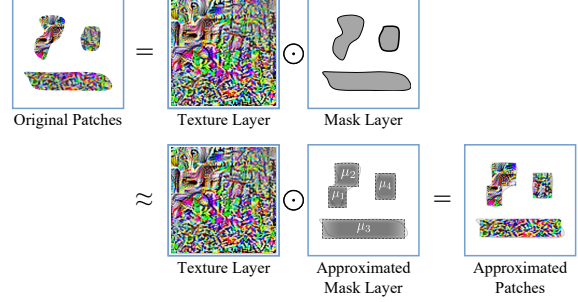 =
⊙
Original Patches
Texture Layer
Mask Layer
≈
⊙
μ2
μ1
μ4
μ3
=
Texture Layer
Approximated
Mask Layer
Approximated
Patches